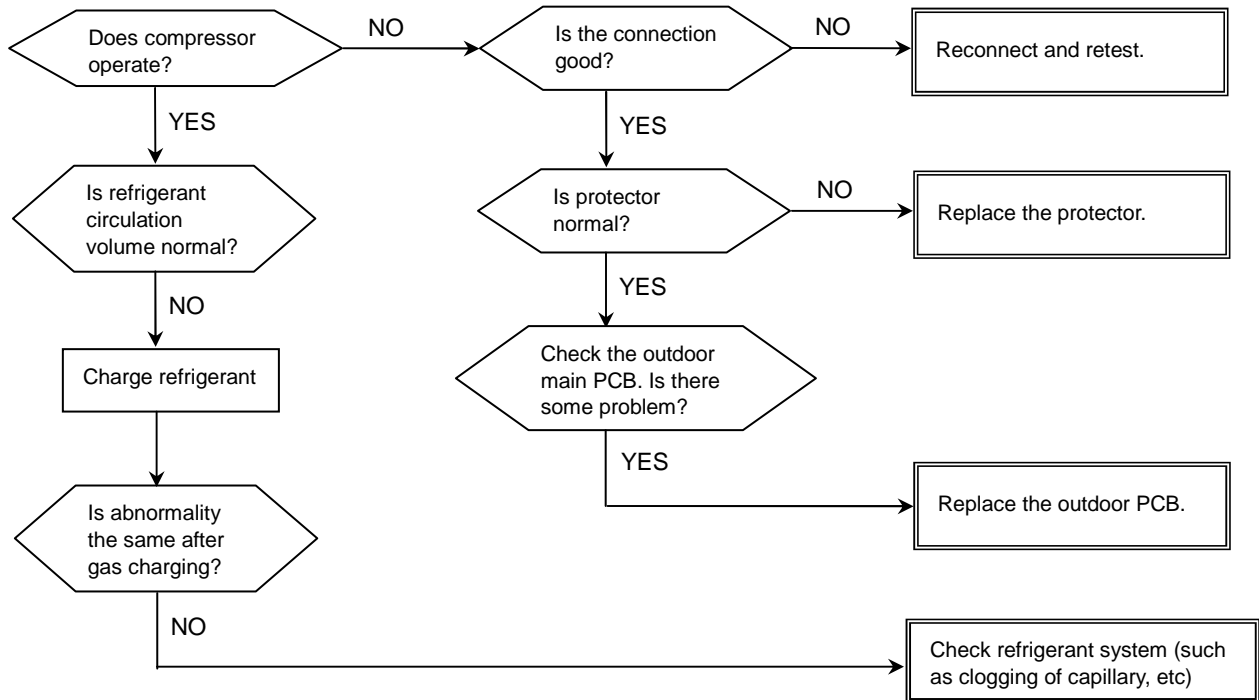 Does compressor
operate?
NO
Is the connection
good?
NO
Reconnect and retest.
YES
YES
Is refrigerant
circulation
volume normal?
Is protector
normal?
NO
Replace the protector.
NO
YES
Charge refrigerant
Check the outdoor
main PCB. Is there
some problem?
YES
Is abnormality
the same after
gas charging?
Replace the outdoor PCB.
NO
Check refrigerant system (such
as clogging of capillary, etc)